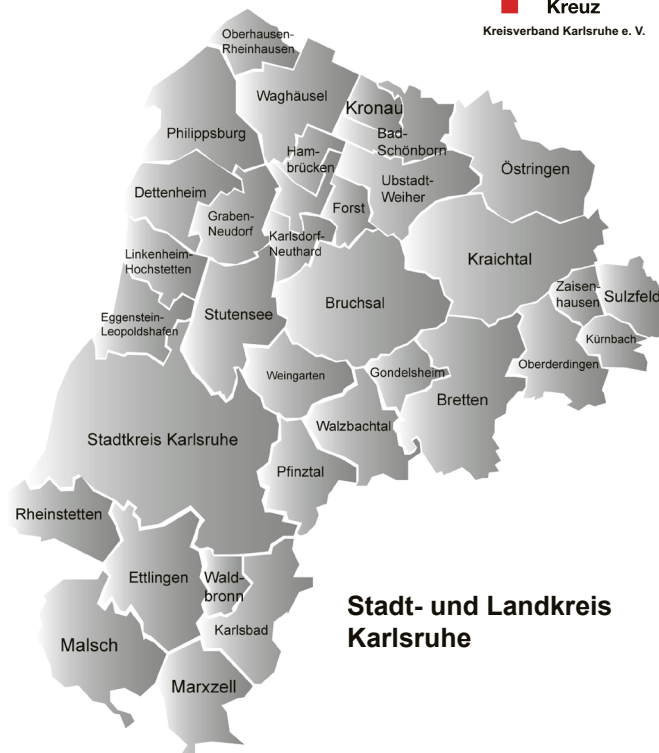 Kreuz
Kreisverband Karlsruhe e. V.
Oberhausen-
Rheinhausen
Waghäusel
Kronau
Philippsburg
Bad-
Schönborn
Ham-
brücken
Östringen
Dettenheim
Ubstadt-
Weiher
Graben-
Neudorf
Forst
Karlsdorf-
Neuthard
Linkenheim-
Hochstetten
Kraichtal
Zaisen-
hausen
Sulzfeld
Eggenstein-
Leopoldshafen
Stutensee
Bruchsal
Kürnbach
Weingarten
Gondelsheim
Oberderdingen
Bretten
Stadtkreis Karlsruhe
Walzbachtal
Pfinztal
Rheinstetten
Ettlingen
Wald-
bronn
Karlsbad
Malsch
Marxzell
Stadt- und Landkreis
Karlsruhe